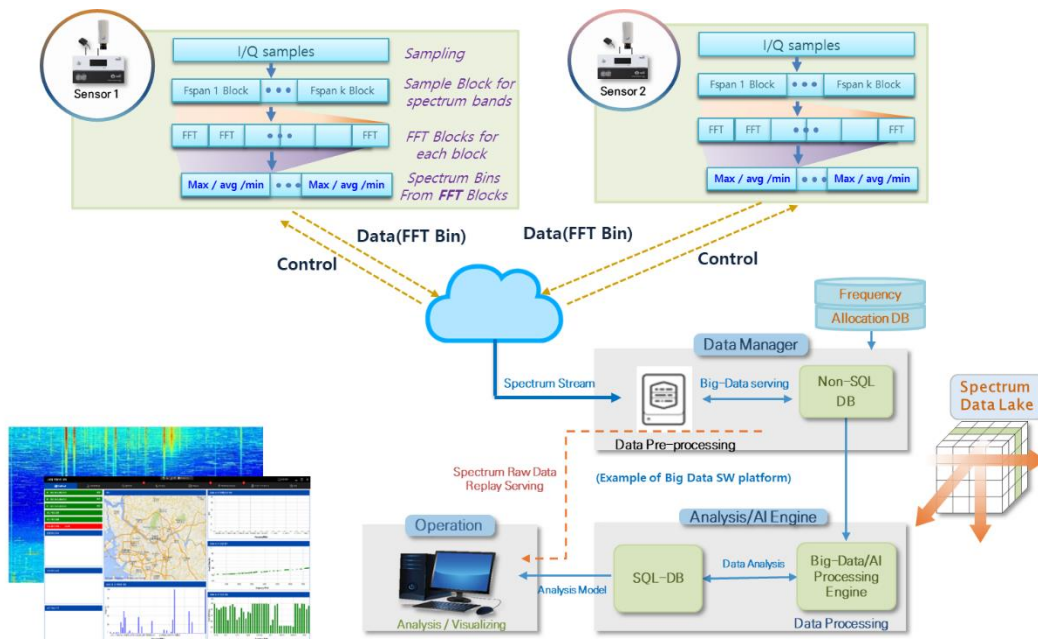 I/Q samples
Sampling
Sensor 1
Fspan 1 Block
Fspan k Block
Sample Block for
spectrum bands
FFT
FFT
FFT
FFT Blocks for
each block
Max / avg /min
Max / avg /min
Spectrum Bins
From FFT Blocks
I/Q samples
Sensor 2
Fspan 1 Block
Fspan k Block
FFT
FFT
FFT
Max / avg /min
Max / avg /min
Data(FFT Bin)
Control
Data(FFT Bin)
Control
Frequency
Allocation DB
Data Manager
Spectrum Stream
Big-Data serving
Non-SQL
DB
Data Pre-processing
Spectrum
Data Lake
Spectrum Raw Data
Replay Serving
(Example of Big Data SW platform)
Operation
Analysis / Visualizing
Analysis Model
Analysis/AI Engine
SQL-DB
Data Analysis
Big-Data/AI
Processing
Engine
Data Processing